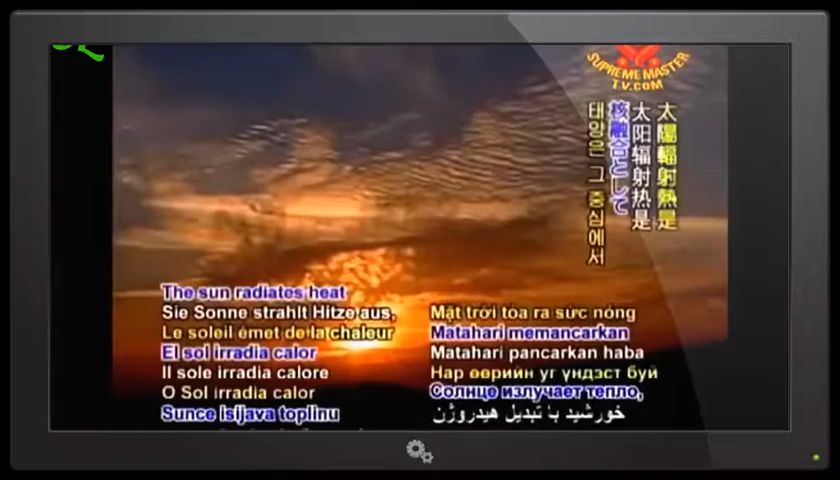 SUPREME MASTER
TV.COM
太陽輻射熱是
太阳辐射热是
核融合として
태양은 그 중심에서
The sun radiates heat
Sie Sonne strahlt Hitze aus,
Le soleil émet de la chaleur
El sol irradia calor
Il sole irradia calore
O Sol irradia calor
Sunce isijava toplinu
Mặt trời tỏa ra sức nóng
Matahari memancarkan
Matahari pancarkan haba
Нар өөрийн уг үндэст буй
Солнце излучает тепло,
خورشید با تبدیل هیدروژن